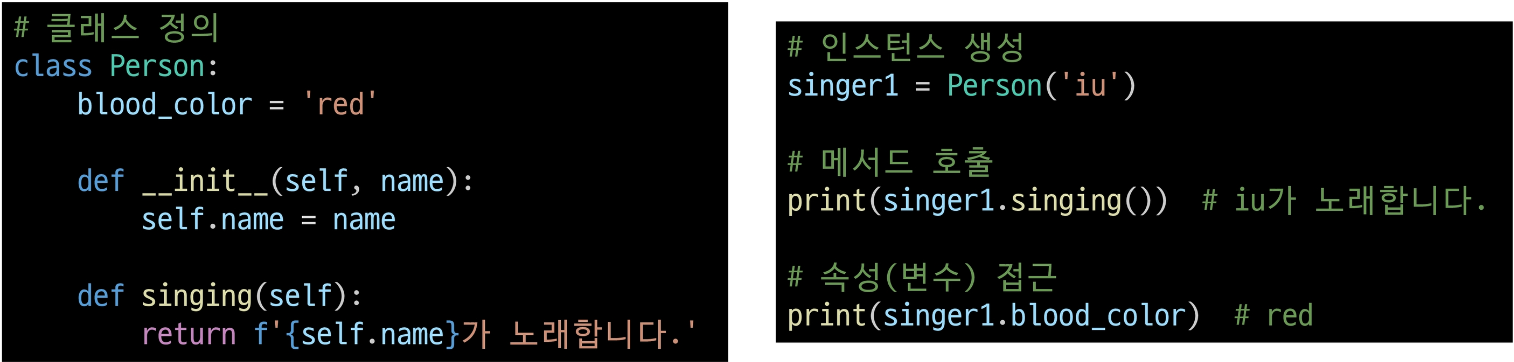 # 클래스 정의
class Person:
    blood_color = 'red'
    def __init__(self, name):
        self.name = name
    def singing(self):
        return f'{self.name}가 노래합니다.'
# 인스턴스 생성
singer1 = Person('iu')
# 메서드 호출
print(singer1.singing())  # iu가 노래합니다.
# 속성(변수) 접근
print(singer1.blood_color)  # red